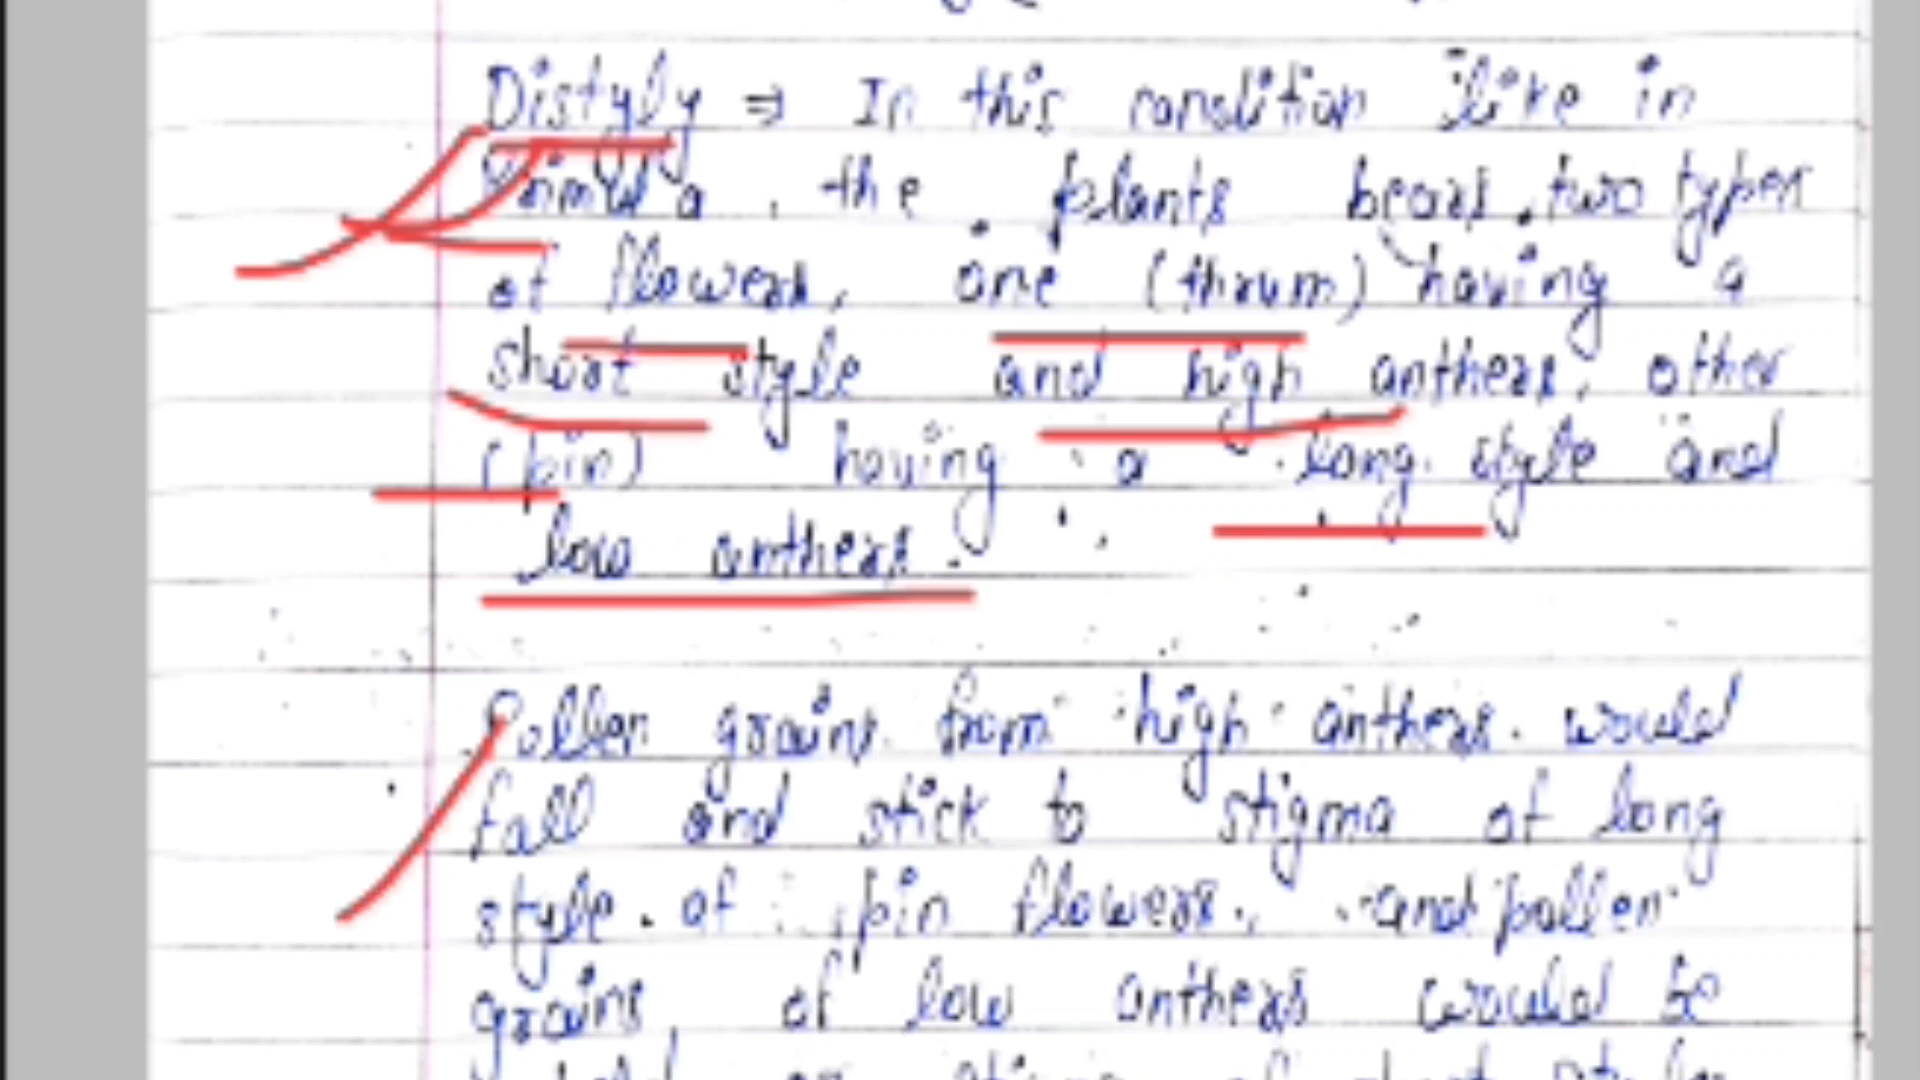 Distyly ⇒ In this condition like in
Primula, the plants bears two types
of flowers, one (thrum) having a
short style and high anthers, other
(pin) having a long style and
low anthers.
Pollen grains from high anthers would
fall and stick to stigma of long
style of pin flowers, and pollen
grains of low anthers would be